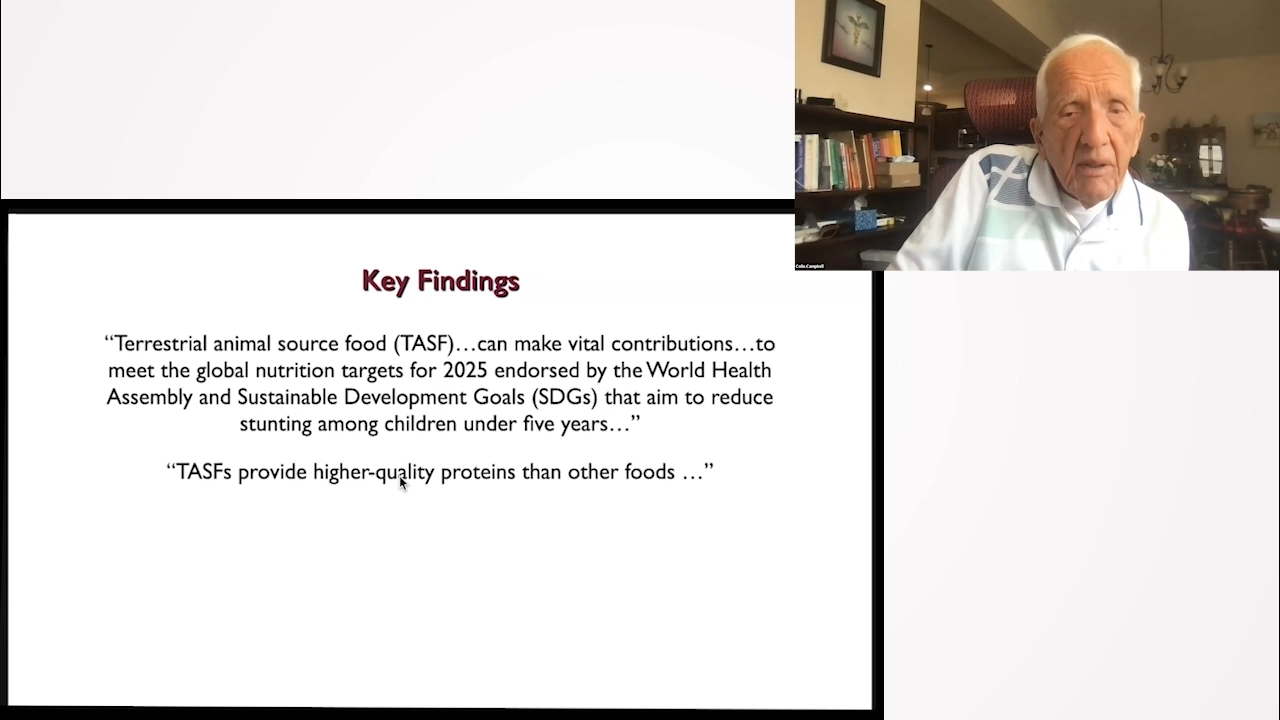 Colin Campbell
Key Findings
“Terrestrial animal source food (TASF)…can make vital contributions…to
meet the global nutrition targets for 2025 endorsed by the World Health
Assembly and Sustainable Development Goals (SDGs) that aim to reduce
stunting among children under five years…”
“TASFs provide higher-quality proteins than other foods …”